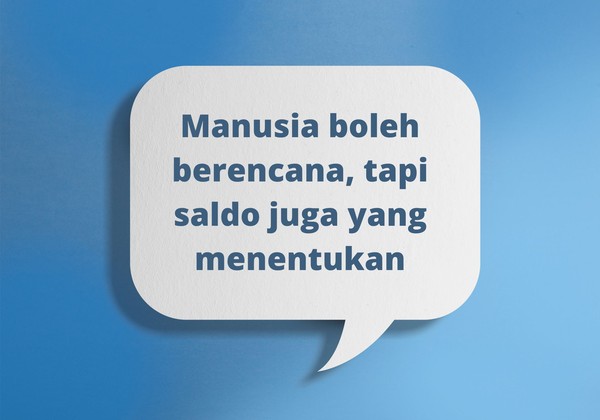 Manusia boleh
berencana, tapi
saldo juga yang
menentukan